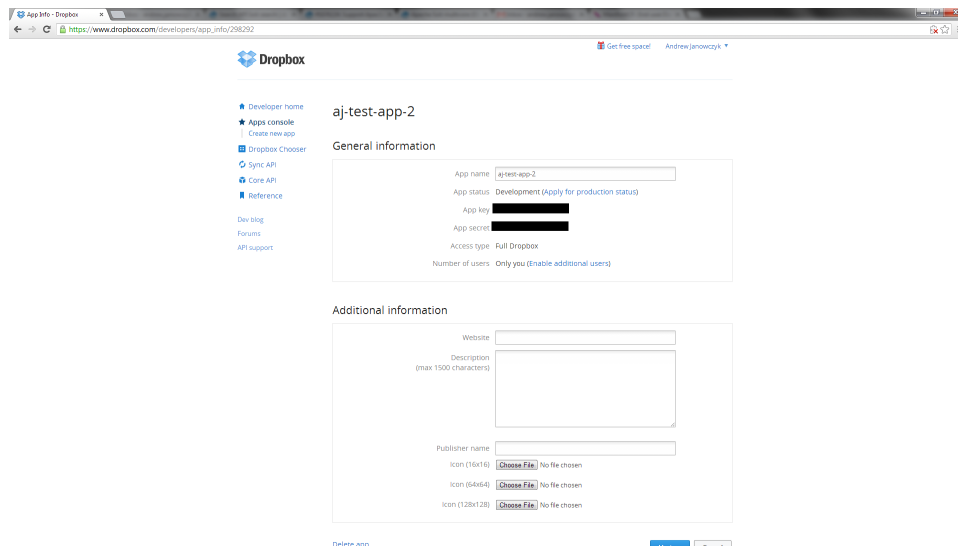 App Info - Dropbox
https://www.dropbox.com/developers/app_info/298292
Dropbox
Get free space! Andrew Janowczyk
Developer home
Apps console
Create new app
Dropbox Chooser
Sync API
Core API
Reference
Dev blog
Forums
API support
aj-test-app-2
General information
App name aj-test-app-2
App status Development (Apply for production status)
App key
App secret
Access type Full Dropbox
Number of users Only you (Enable additional users)
Additional information
Website
Description
(max 1500 characters)
Publisher name
Icon (16x16) Choose File No file chosen
Icon (64x64) Choose File No file chosen
Icon (128x128) Choose File No file chosen
Delete app